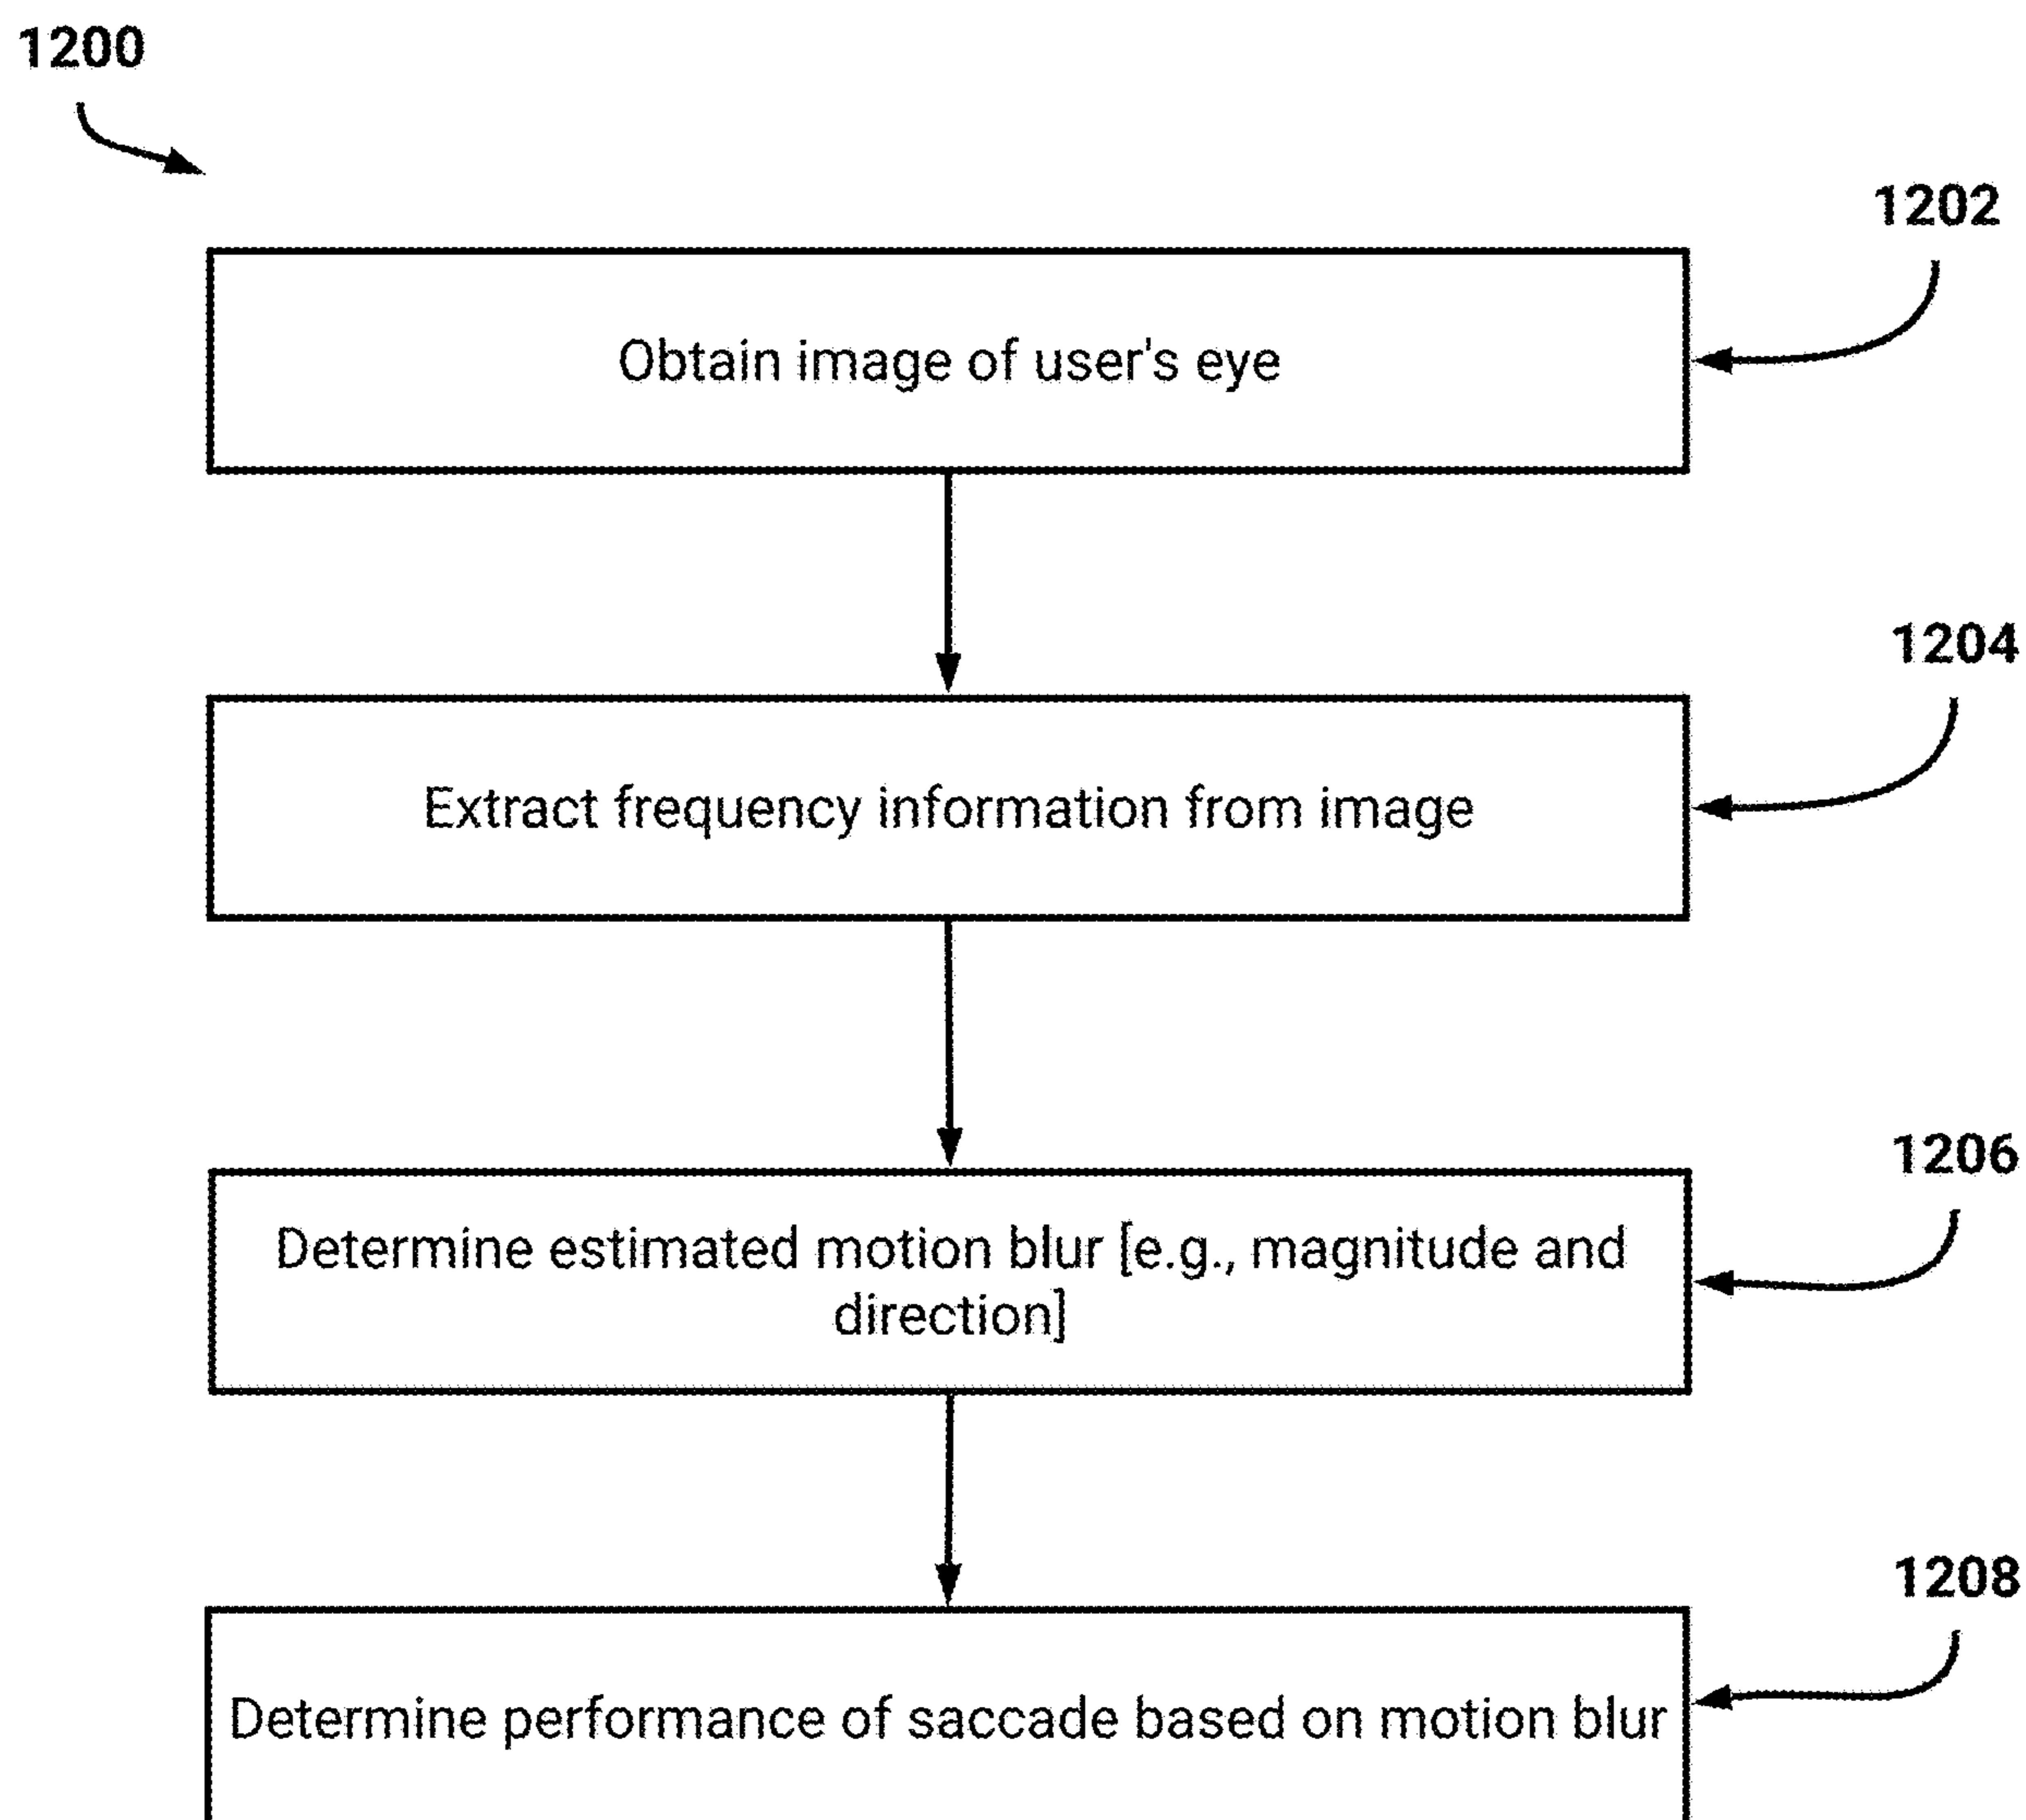 1200
1202
Obtain image of user's eye
1204
Extract frequency information from image
1206
Determine estimated motion blur [e.g., magnitude and
direction]
1208
Determine performance of saccade based on motion blur